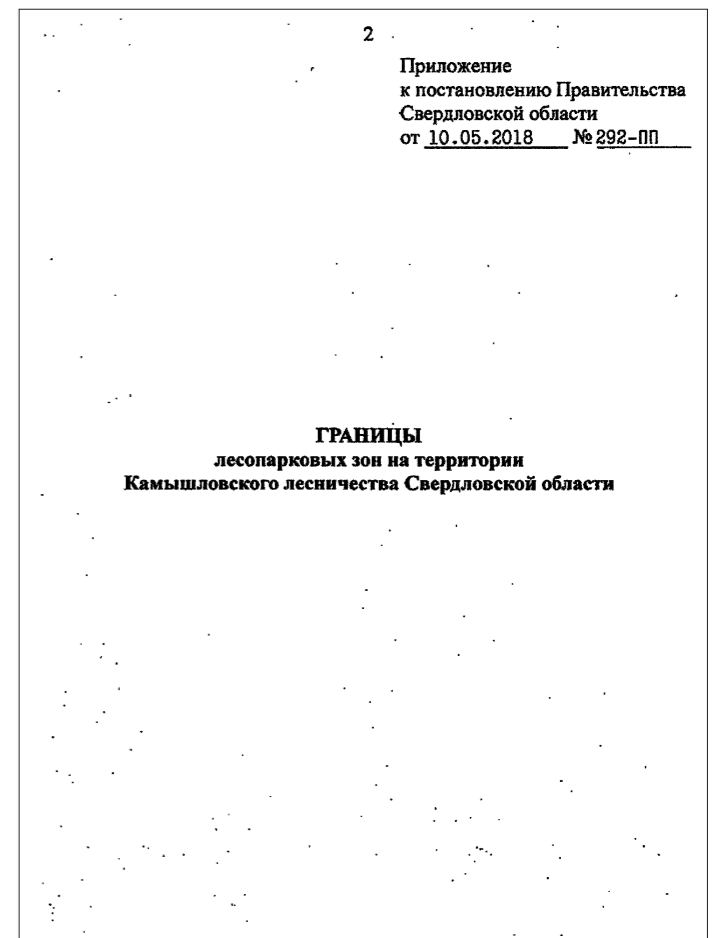 2
Приложение
к постановлению Правительства
Свердловской области
от 10.05.2018 № 292-ПП
ГРАНИЦЫ
лесопарковых зон на территории
Камышловского лесничества Свердловской области